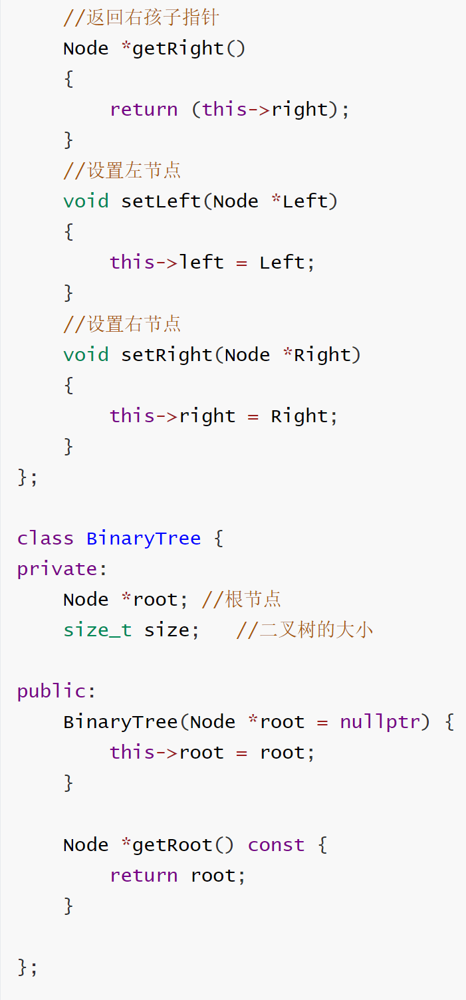 //返回右孩子指针
Node *getRight()
{
return (this->right);
}
//设置左节点
void setLeft(Node *Left)
{
this->left = Left;
}
//设置右节点
void setRight(Node *Right)
{
this->right = Right;
}
};
class BinaryTree {
private:
Node *root; //根节点
size_t size;   //二叉树的大小
public:
BinaryTree(Node *root = nullptr) {
this->root = root;
}
Node *getRoot() const {
return root;
}
};